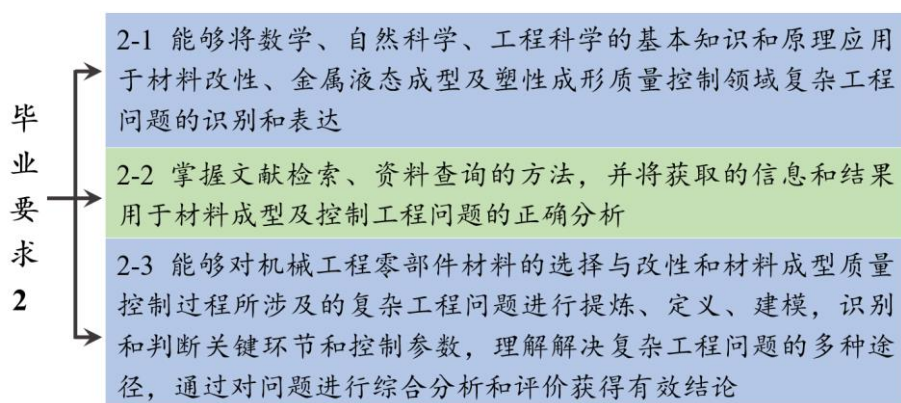 毕业要求2
2-1 能够将数学、自然科学、工程科学的基本知识和原理应用
于材料改性、金属液态成型及塑性成形质量控制领域复杂工程
问题的识别和表达
2-2 掌握文献检索、资料查询的方法，并将获取的信息和结果
用于材料成型及控制工程问题的正确分析
2-3 能够对机械工程零部件材料的选择与改性和材料成型质量
控制过程所涉及的复杂工程问题进行提炼、定义、建模，识别
和判断关键环节和控制参数，理解解决复杂工程问题的多种途
径，通过对问题进行综合分析和评价获得有效结论